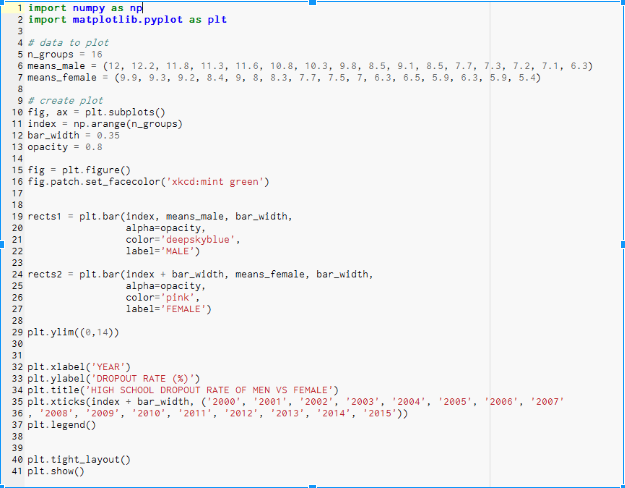 1 import numpy as np
2 import matplotlib.pyplot as plt
3
4 # data to plot
5 n_groups = 16
6 means_male = (12, 12.2, 11.8, 11.3, 11.6, 10.8, 10.3, 9.8, 8.5, 9.1, 8.5, 7.7, 7.3, 7.2, 7.1, 6.3)
7 means_female = (9.9, 9.3, 9.2, 8.4, 9, 8, 8.3, 7.7, 7.5, 7, 6.3, 6.5, 5.9, 6.3, 5.9, 5.4)
8
9 # create plot
10 fig, ax = plt.subplots()
11 index = np.arange(n_groups)
12 bar_width = 0.35
13 opacity = 0.8
14
15 fig = plt.figure()
16 fig.patch.set_facecolor('xkcd:mint green')
17
18
19 rects1 = plt.bar(index, means_male, bar_width,
20 alpha=opacity,
21 color='deepskyblue',
22 label='MALE')
23
24 rects2 = plt.bar(index + bar_width, means_female, bar_width,
25 alpha=opacity,
26 color='pink',
27 label='FEMALE')
28
29 plt.ylim((0,14))
30
31
32 plt.xlabel('YEAR')
33 plt.ylabel('DROPOUT RATE (%)')
34 plt.title('HIGH SCHOOL DROPOUT RATE OF MEN VS FEMALE')
35 plt.xticks(index + bar_width, ('2000', '2001', '2002', '2003', '2004', '2005', '2006', '2007'
36 , '2008', '2009', '2010', '2011', '2012', '2013', '2014', '2015'))
37 plt.legend()
38
39
40 plt.tight_layout()
41 plt.show()